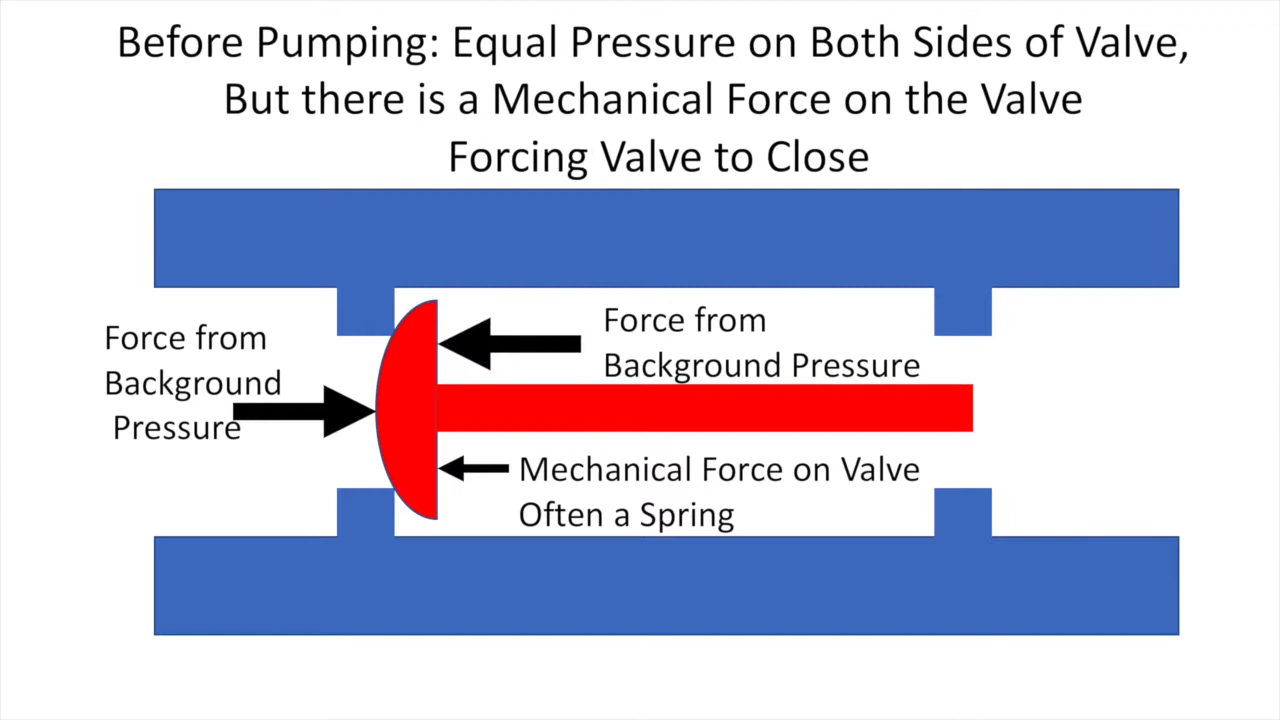 Before Pumping: Equal Pressure on Both Sides of Valve,
But there is a Mechanical Force on the Valve
Forcing Valve to Close
Force from
Background
Pressure
Force from
Background Pressure
Mechanical Force on Valve
Often a Spring